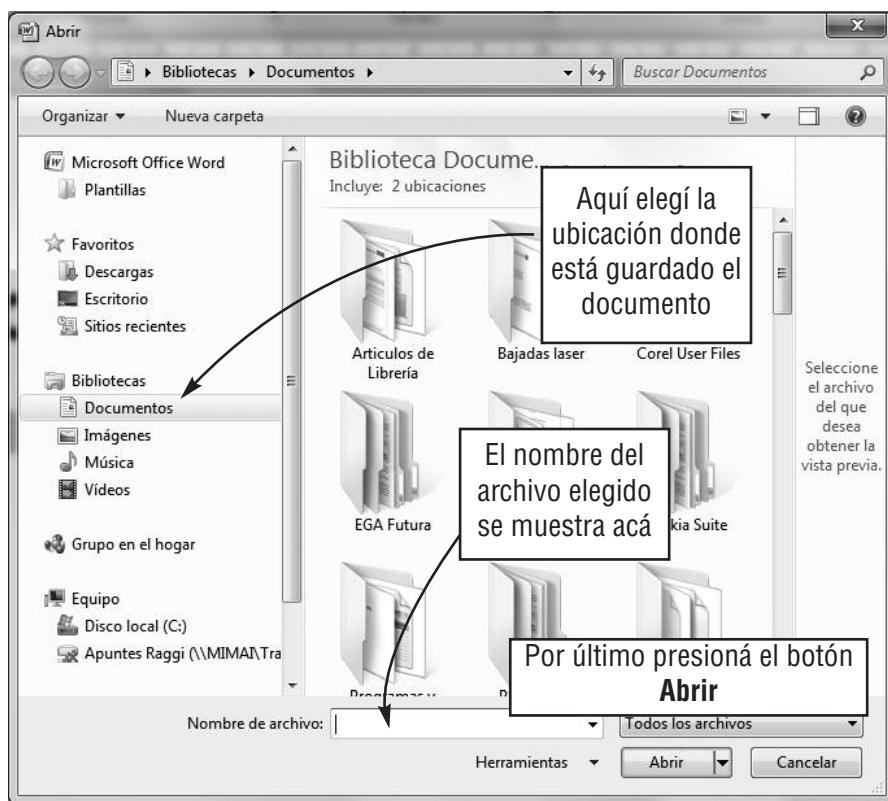 Abrir
Bibliotecas Documentos
Buscar Documentos
Organizar Nueva carpeta
Microsoft Office Word
Plantillas
Favoritos
Descargas
Escritorio
Sitios recientes
Bibliotecas
Documentos
Imágenes
Música
Vídeos
Grupo en el hogar
Equipo
Disco local (C:)
Apuntes Raggi (\\MIMAI\Tra
Biblioteca Docume...
Incluye: 2 ubicaciones
Aquí elegí la
ubicación donde
está guardado el
documento
Articulos de
Librería
Bajadas laser
Corel User Files
EGA Futura
El nombre del
archivo elegido
se muestra acá
kia Suite
Programas y
Por último presioná el botón
Abrir
Seleccione
el archivo
del que
desea
obtener la
vista previa.
Nombre de archivo:
Todos los archivos
Herramientas Abrir Cancelar